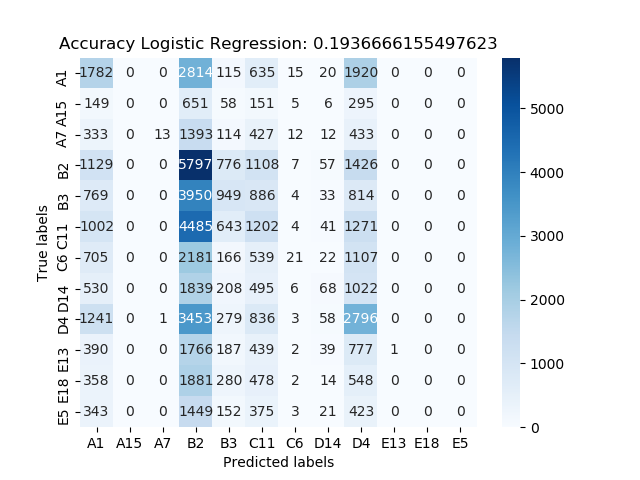 Accuracy Logistic Regression: 0.1936666155497623
A1 1782 0 0 2814 115 635 15 20 1920 0 0 0
A15 149 0 0 651 58 151 5 6 295 0 0 0
A7 333 0 13 1393 114 427 12 12 433 0 0 0
B2 1129 0 0 5797 776 1108 7 57 1426 0 0 0
B3 769 0 0 3950 949 886 4 33 814 0 0 0
C11 1002 0 0 4485 643 1202 4 41 1271 0 0 0
C6 705 0 0 2181 166 539 21 22 1107 0 0 0
D14 530 0 0 1839 208 495 6 68 1022 0 0 0
D4 1241 0 1 3453 279 836 3 58 2796 0 0 0
E13 390 0 0 1766 187 439 2 39 777 1 0 0
E18 358 0 0 1881 280 478 2 14 548 0 0 0
E5 343 0 0 1449 152 375 3 21 423 0 0 0
A1 A15 A7 B2 B3 C11 C6 D14 D4 E13 E18 E5
Predicted labels
True labels
5000
4000
3000
2000
1000
0